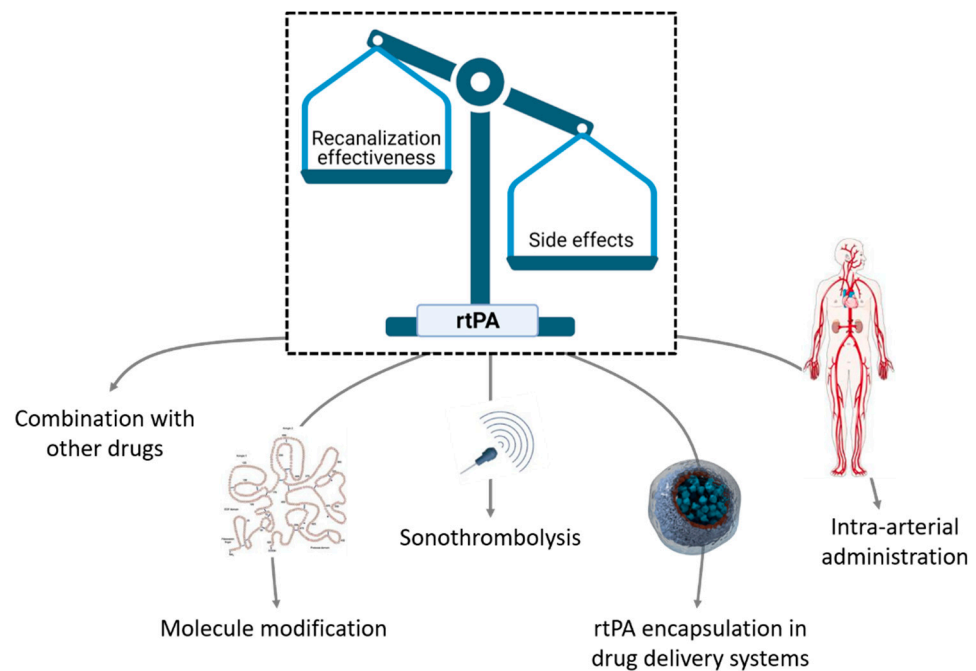 Recanalization
effectiveness
Side effects
rtPA
Combination with
other drugs
Sonothrombolysis
Intra-arterial
administration
Molecule modification
rtPA encapsulation in
drug delivery systems